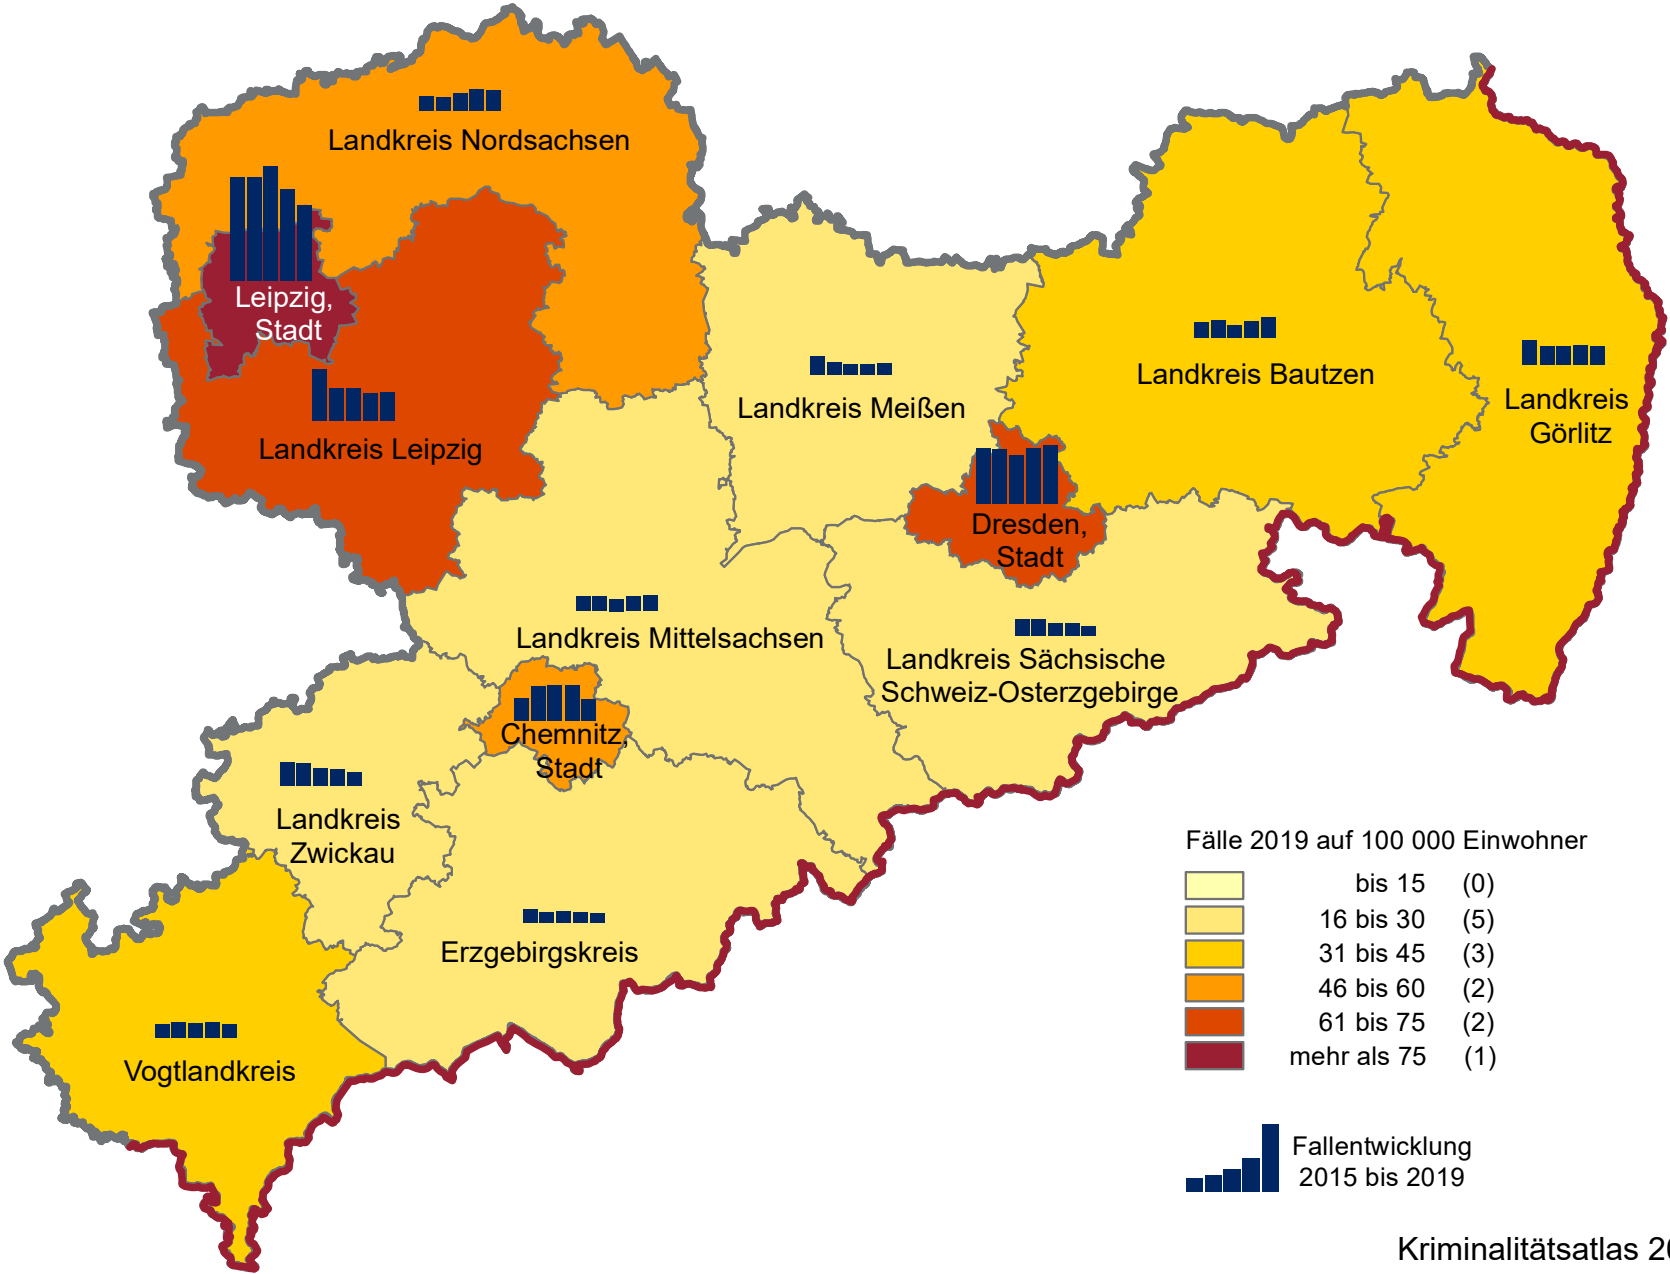 Landkreis Nordsachsen
Leipzig,
Stadt
Landkreis Leipzig
Landkreis Meißen
Landkreis Bautzen
Landkreis
Görlitz
Dresden,
Stadt
Landkreis Mittelsachsen
Landkreis Sächsische
Schweiz-Osterzgebirge
Chemnitz,
Stadt
Landkreis
Zwickau
Erzgebirgskreis
Vogtlandkreis
Fälle 2019 auf 100 000 Einwohner
bis 15 (0)
16 bis 30 (5)
31 bis 45 (3)
46 bis 60 (2)
61 bis 75 (2)
mehr als 75 (1)
Fallentwicklung
2015 bis 2019
Kriminalitätsatlas